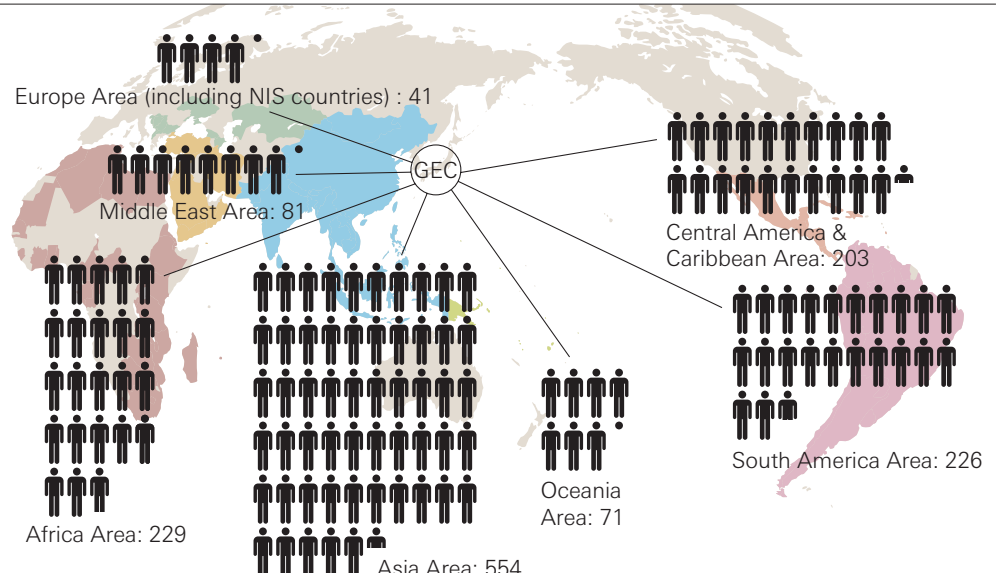 Europe Area (including NIS countries) : 41
GEC
Middle East Area: 81
Central America &
Caribbean Area: 203
South America Area: 226
Oceania
Area: 71
Africa Area: 229
Asia Area: 554